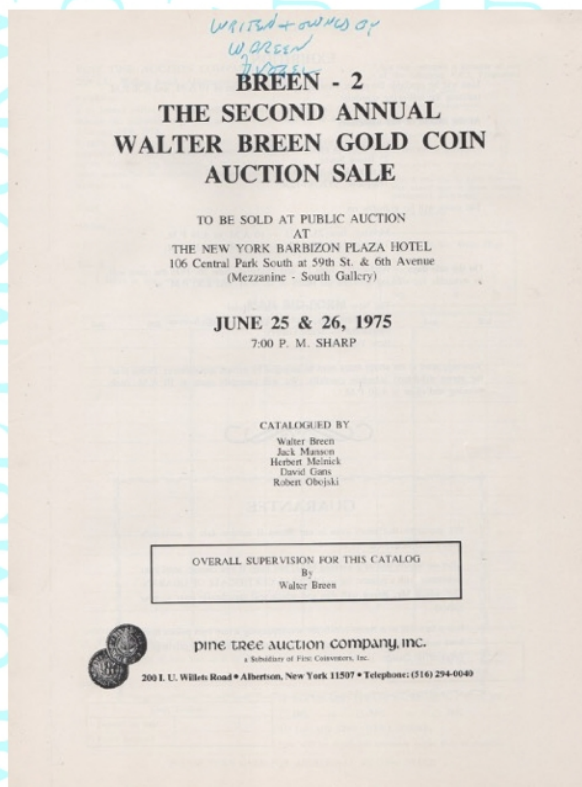 WRITTEN + OWNED BY
W. BREEN
BREEN - 2
THE SECOND ANNUAL
WALTER BREEN GOLD COIN
AUCTION SALE
TO BE SOLD AT PUBLIC AUCTION
AT
THE NEW YORK BARBIZON PLAZA HOTEL
106 Central Park South at 59th St. & 6th Avenue
(Mezzanine - South Gallery)
JUNE 25 & 26, 1975
7:00 P. M. SHARP
CATALOGUED BY
Walter Breen
Jack Manson
Herbert Melnick
David Gans
Robert Obojski
OVERALL SUPERVISION FOR THIS CATALOG
By
Walter Breen
PINE TREE AUCTION COMPANY, INC.
a Subsidiary of First Coinvestors, Inc.
200 I. U. Willets Road • Albertson, New York 11507 • Telephone: (516) 294-0040